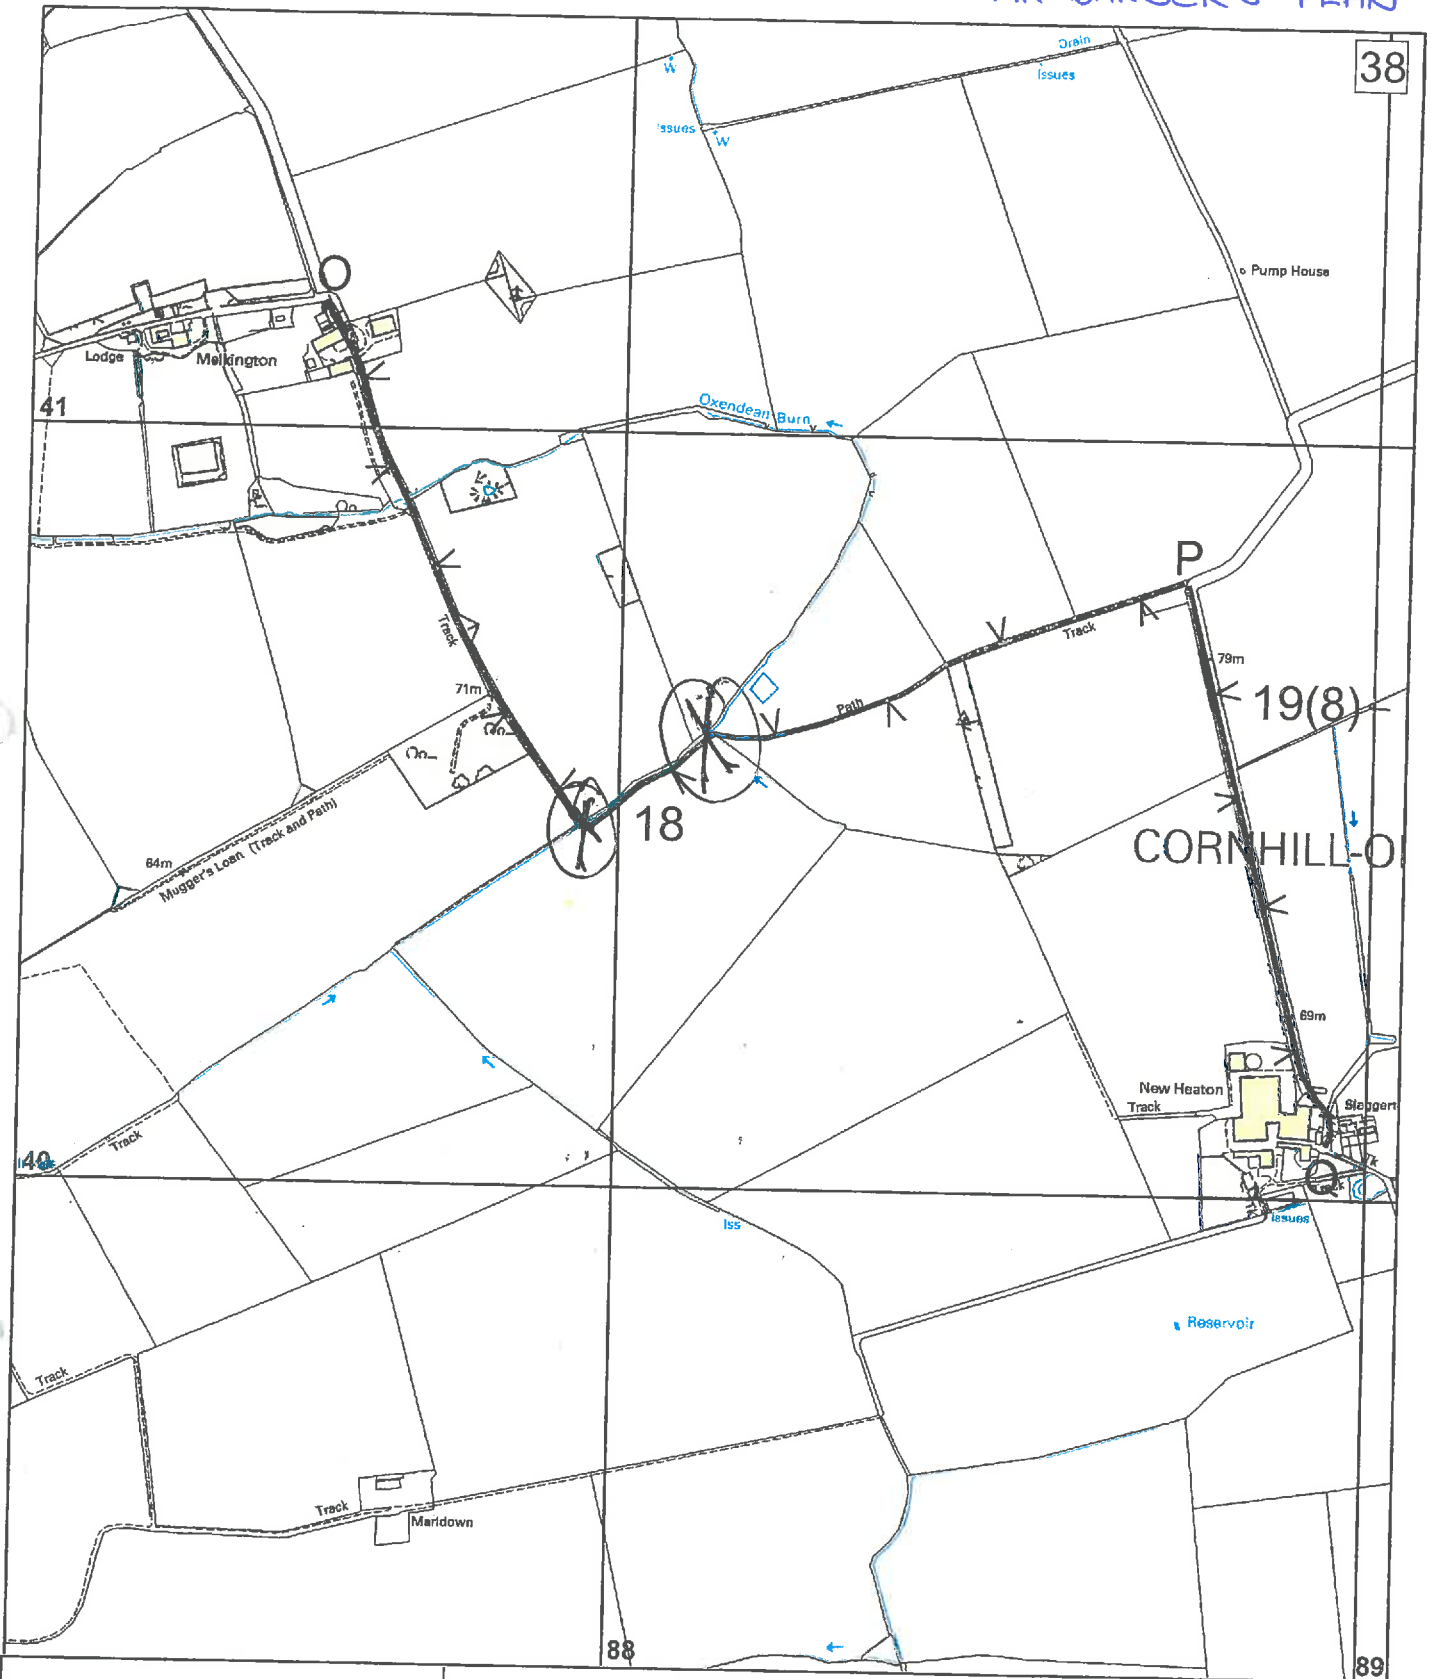 PLAN
38
Drain
Issues
W
Issues
W
O
Pump House
Lodge
Melkington
41
Oxendean Burn
P
Track
Track
79m
71m
Path
19(8)
18
CORNHILL-O
64m
Mugger's Loan (Track and Path)
69m
New Heaton
Track
Track
40
Q
Issues
Iss
Reservoir
Track
Track
Marldown
88
89